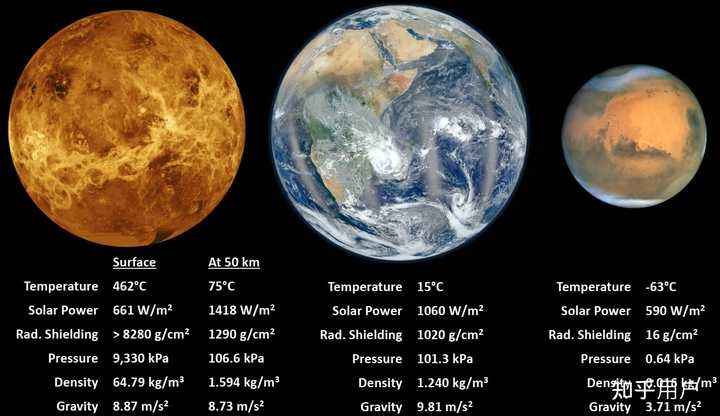 Surface At 50 km
Temperature 462°C 75°C
Solar Power 661 W/m² 1418 W/m²
Rad. Shielding > 8280 g/cm² 1290 g/cm²
Pressure 9,330 kPa 106.6 kPa
Density 64.79 kg/m³ 1.594 kg/m³
Gravity 8.87 m/s² 8.73 m/s²
Temperature 15°C
Solar Power 1060 W/m²
Rad. Shielding 1020 g/cm²
Pressure 101.3 kPa
Density 1.240 kg/m³
Gravity 9.81 m/s²
Temperature -63°C
Solar Power 590 W/m²
Rad. Shielding 16 g/cm²
Pressure 0.64 kPa
Density kg/m³
Gravity 3.71 m/s²
知乎用户